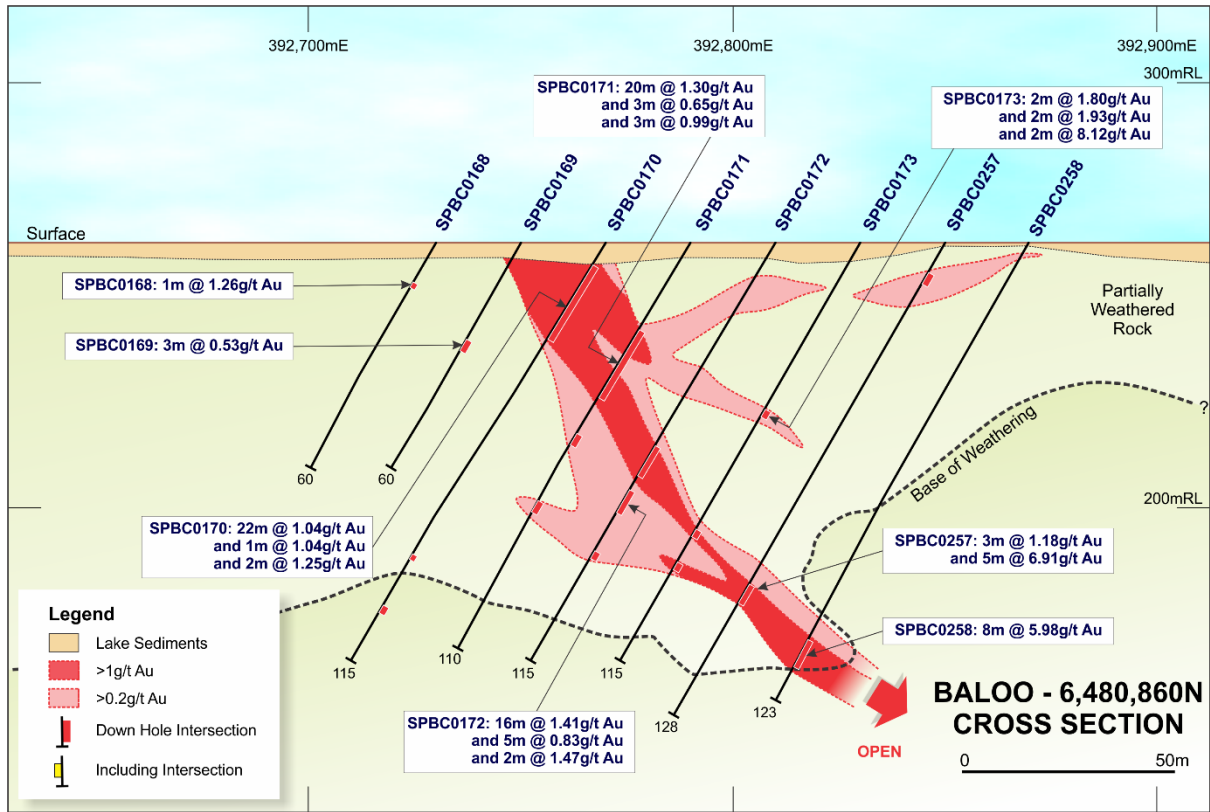 392,700mE
392,800mE
392,900mE
300mRL
SPBC0171: 20m @ 1.30g/t Au
and 3m @ 0.65g/t Au
and 3m @ 0.99g/t Au
SPBC0173: 2m @ 1.80g/t Au
and 2m @ 1.93g/t Au
and 2m @ 8.12g/t Au
SPBC0168
SPBC0169
SPBC0170
SPBC0171
SPBC0172
SPBC0173
SPBC0257
SPBC0258
Surface
SPBC0168: 1m @ 1.26g/t Au
Partially
Weathered
Rock
SPBC0169: 3m @ 0.53g/t Au
?
Base of Weathering
60
60
200mRL
SPBC0170: 22m @ 1.04g/t Au
and 1m @ 1.04g/t Au
and 2m @ 1.25g/t Au
SPBC0257: 3m @ 1.18g/t Au
and 5m @ 6.91g/t Au
SPBC0258: 8m @ 5.98g/t Au
115
110
115
115
128
123
Legend
Lake Sediments
>1g/t Au
>0.2g/t Au
Down Hole Intersection
Including Intersection
SPBC0172: 16m @ 1.41g/t Au
and 5m @ 0.83g/t Au
and 2m @ 1.47g/t Au
OPEN
BALOO - 6,480,860N
CROSS SECTION
0 50m